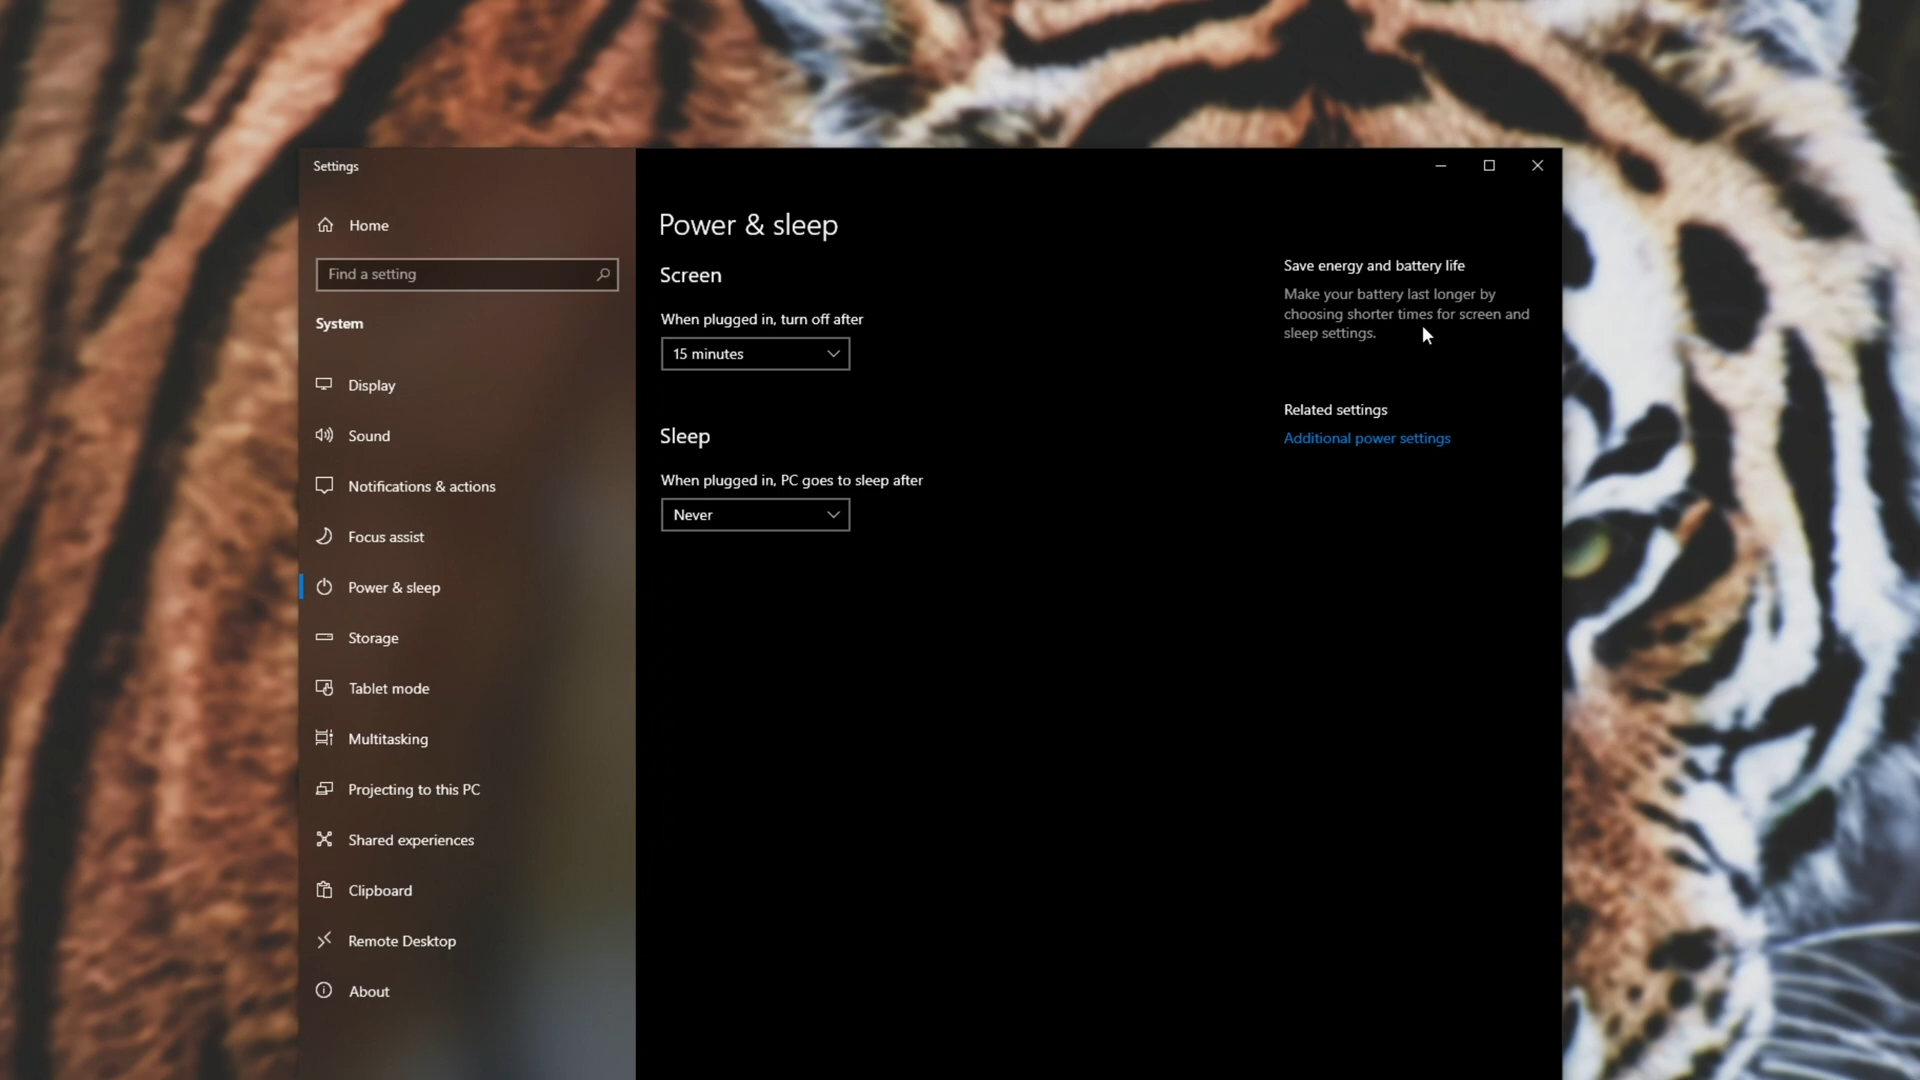 Settings
Home
Find a setting
System
Display
Sound
Notifications & actions
Focus assist
Power & sleep
Storage
Tablet mode
Multitasking
Projecting to this PC
Shared experiences
Clipboard
Remote Desktop
About
Power & sleep
Screen
When plugged in, turn off after
15 minutes
Sleep
When plugged in, PC goes to sleep after
Never
Save energy and battery life
Make your battery last longer by
choosing shorter times for screen and
sleep settings.
Related settings
Additional power settings